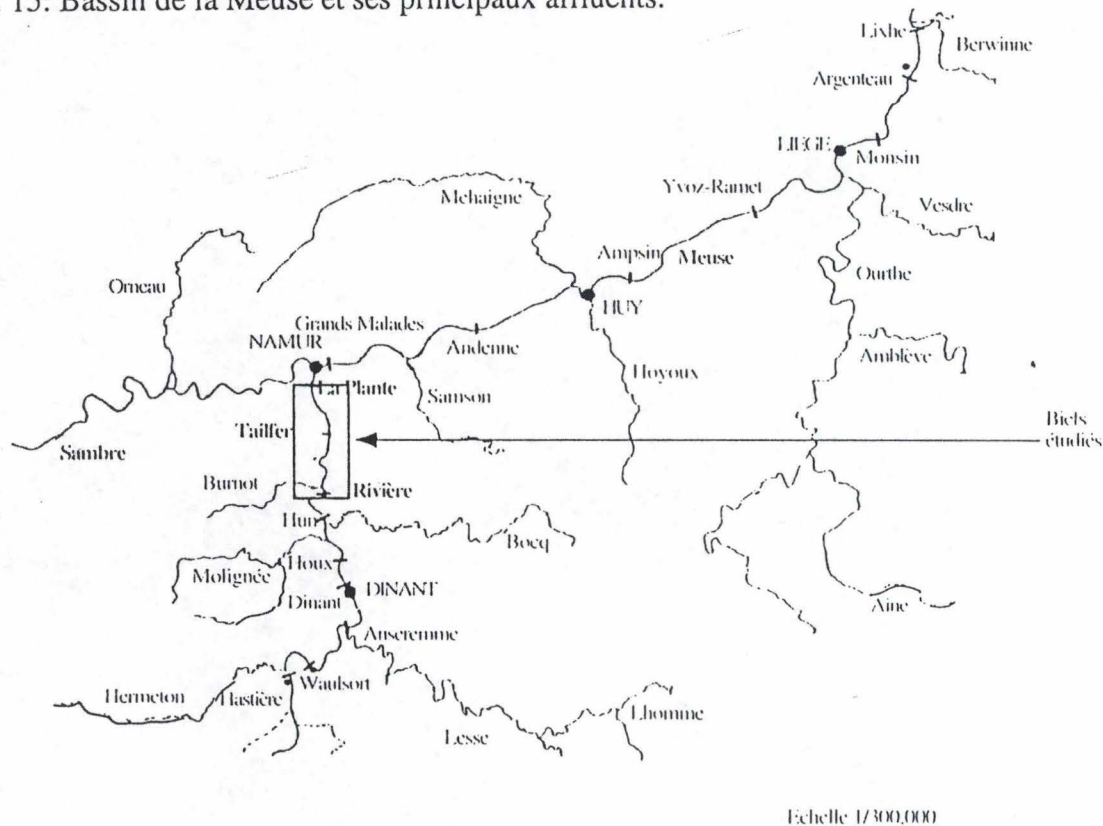 15: Bassin de la Meuse et ses principaux affluents.
Lixhe
Berwinne
Argenteau
LIEGE
Monsin
Yvoz-Ramet
Mehaigne
Vesdre
Ampsin
Meuse
Ourthe
Orneau
HUY
Grands Malades
NAMUR
Andenne
Amblève
Hoyoux
La Plante
Samson
Tailfer
Biefs
étudiés
Sambre
Burnot
Rivière
Hun
Bocq
Houx
Molignée
Dinant
DINANT
Aine
Anseremme
Hermeton
Hastière
Waulsort
Lhomme
Lesse
Echelle 1/300,000